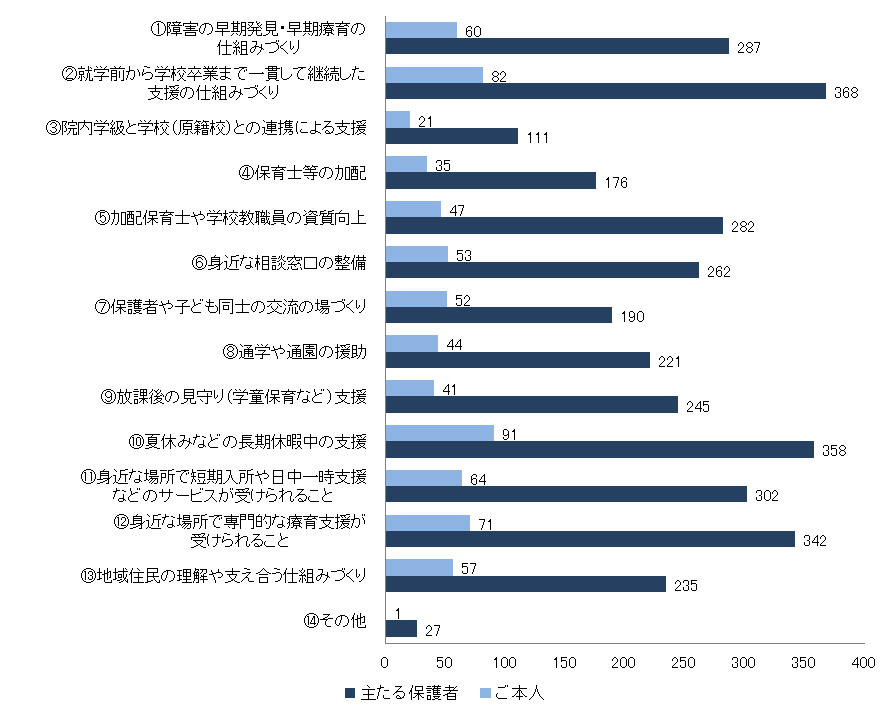 ①障害の早期発見・早期療育の
仕組みづくり
60
287
②就学前から学校卒業まで一貫して継続した
支援の仕組みづくり
82
368
③院内学級と学校（原籍校）との連携による支援
21
111
④保育士等の加配
35
176
⑤加配保育士や学校教職員の資質向上
47
282
⑥身近な相談窓口の整備
53
262
⑦保護者や子ども同士の交流の場づくり
52
190
⑧通学や通園の援助
44
221
⑨放課後の見守り（学童保育など）支援
41
245
⑩夏休みなどの長期休暇中の支援
91
358
⑪身近な場所で短期入所や日中一時支援
などのサービスが受けられること
64
302
⑫身近な場所で専門的な療育支援が
受けられること
71
342
⑬地域住民の理解や支え合う仕組みづくり
57
235
⑭その他
1
27
0 50 100 150 200 250 300 350 400
主たる保護者 ご本人